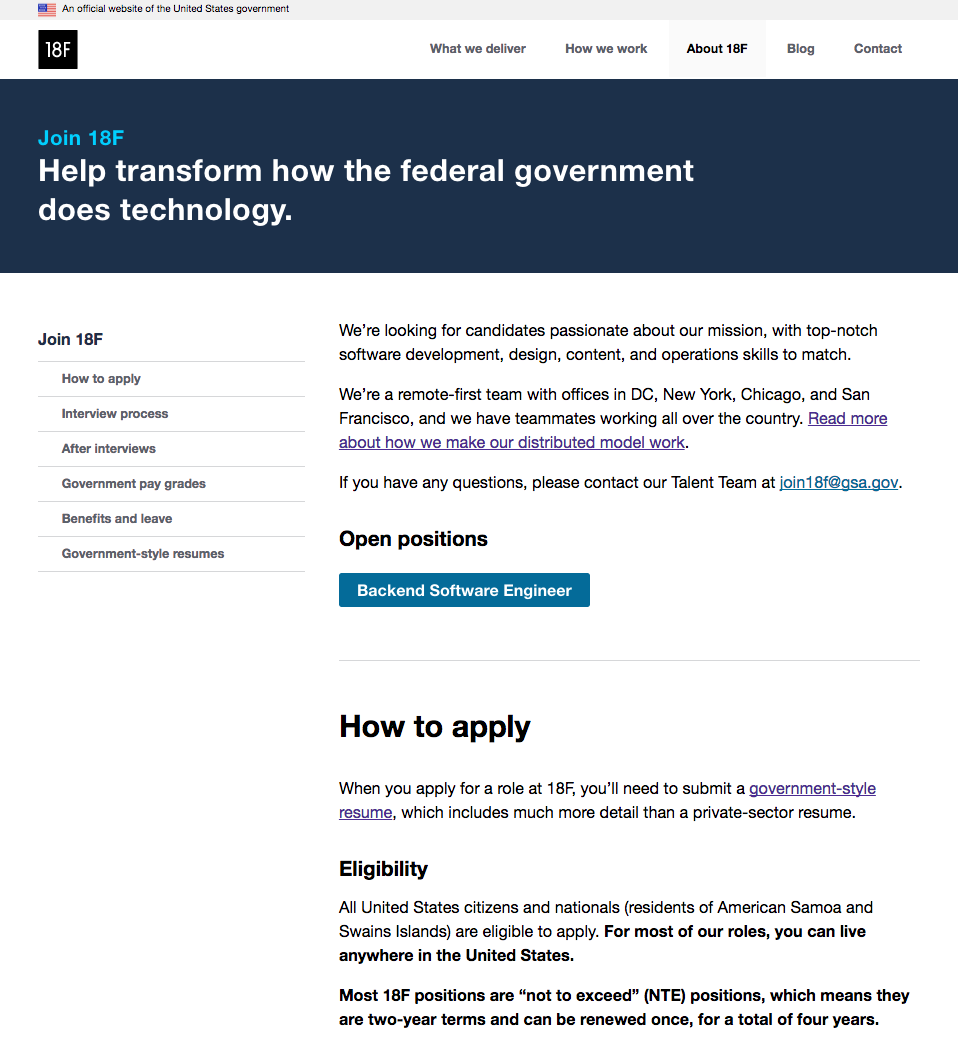 An official website of the United States government
18F
What we deliver
How we work
About 18F
Blog
Contact
Join 18F
Help transform how the federal government
does technology.
Join 18F
How to apply
Interview process
After interviews
Government pay grades
Benefits and leave
Government-style resumes
We’re looking for candidates passionate about our mission, with top-notch
software development, design, content, and operations skills to match.
We’re a remote-first team with offices in DC, New York, Chicago, and San
Francisco, and we have teammates working all over the country. Read more
about how we make our distributed model work.
If you have any questions, please contact our Talent Team at join18f@gsa.gov.
Open positions
Backend Software Engineer
How to apply
When you apply for a role at 18F, you’ll need to submit a government-style
resume, which includes much more detail than a private-sector resume.
Eligibility
All United States citizens and nationals (residents of American Samoa and
Swains Islands) are eligible to apply. For most of our roles, you can live
anywhere in the United States.
Most 18F positions are “not to exceed” (NTE) positions, which means they
are two-year terms and can be renewed once, for a total of four years.